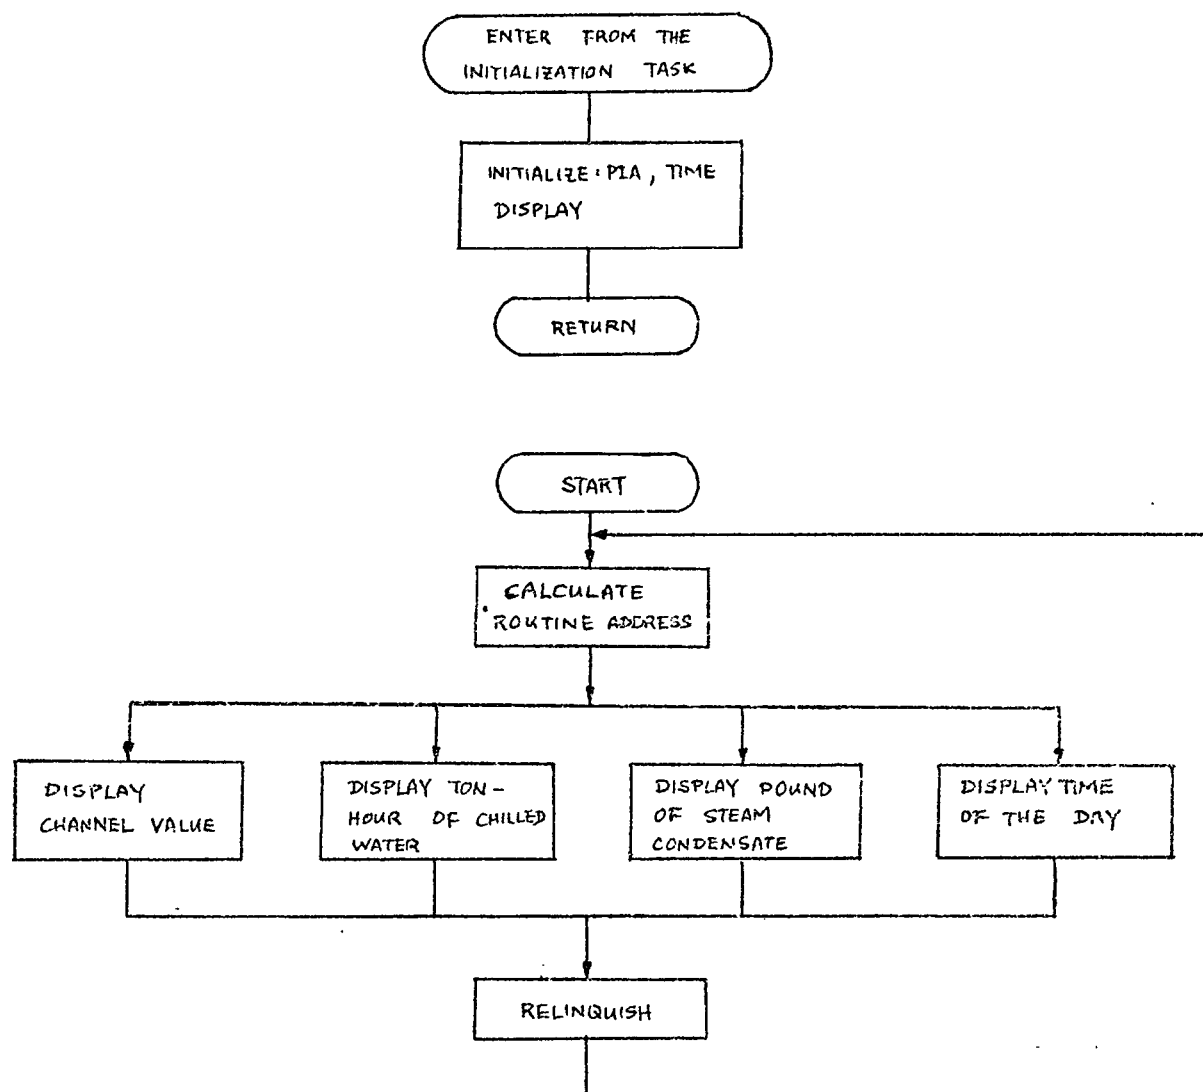 ENTER FROM THE
INITIALIZATION TASK
INITIALIZE: PIA, TIME
DISPLAY
RETURN
START
CALCULATE
ROUTINE ADDRESS
DISPLAY
CHANNEL VALUE
DISPLAY TON-
HOUR OF CHILLED
WATER
DISPLAY POUND
OF STEAM
CONDENSATE
DISPLAY TIME
OF THE DAY
RELINQUISH